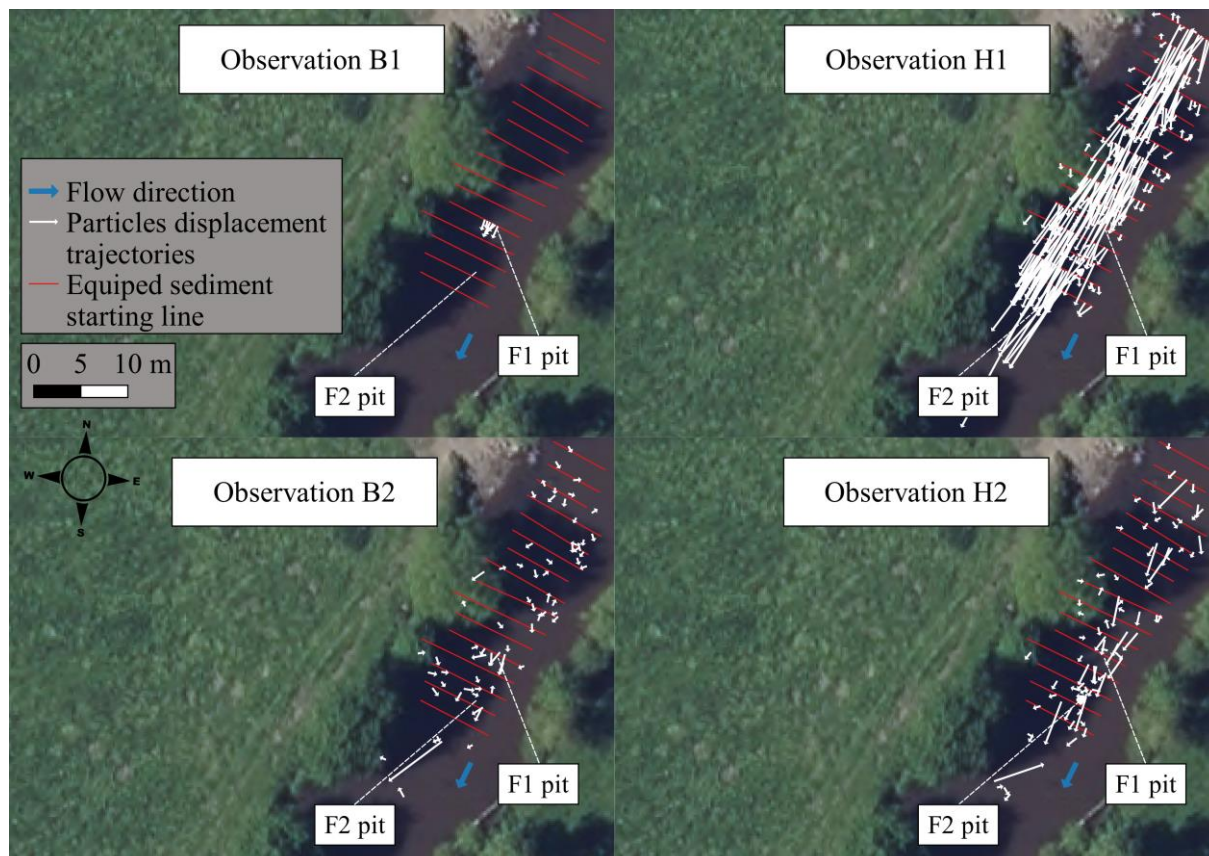 Observation B1
Observation H1
Flow direction
Particles displacement
trajectories
Equiped sediment
starting line
0 5 10 m
F1 pit
F2 pit
F1 pit
F2 pit
N
W E
S
Observation B2
Observation H2
F1 pit
F2 pit
F1 pit
F2 pit